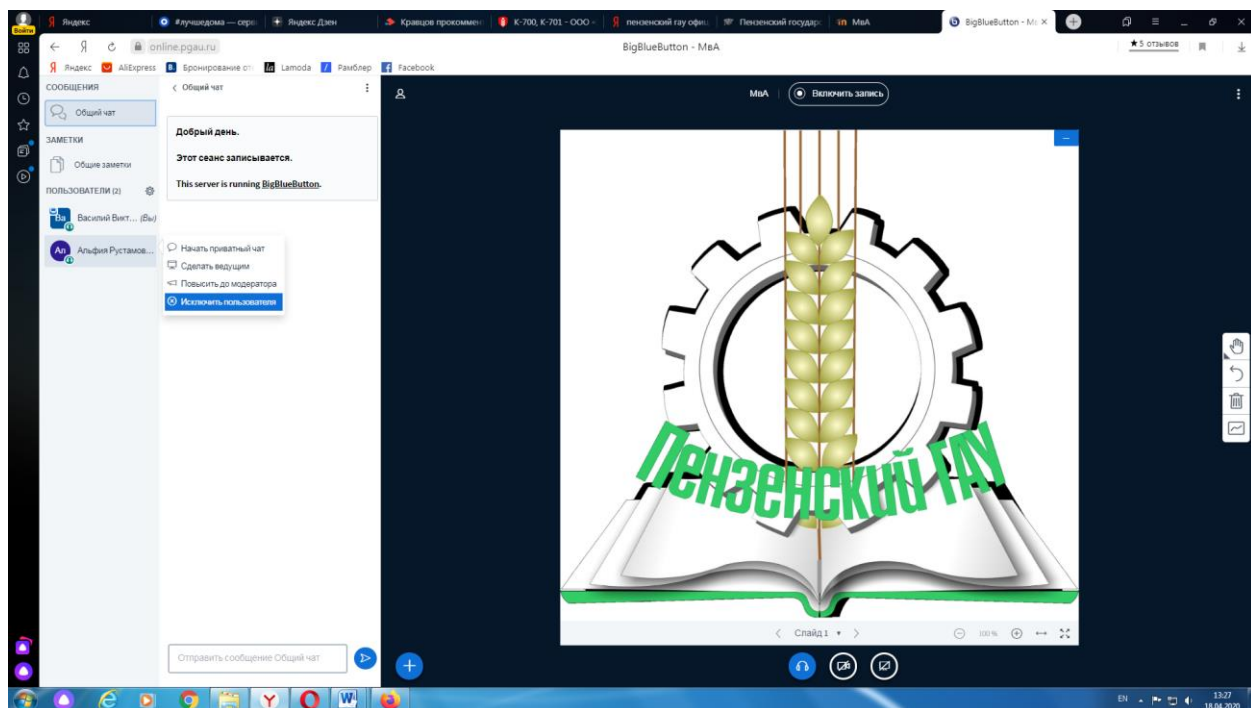 Войти
Яндекс
#лучшедома — серв
Яндекс Дзен
Кравцов прокоммен
К-700, К-701 - ООО -
пензенский гау офиц
Пензенский государс
МвА
BigBlueButton - Мв
online.pgau.ru
BigBlueButton - МвА
★5 отзывов
Яндекс
AliExpress
Бронирование от
Lamoda
Рамблер
Facebook
СООБЩЕНИЯ
Общий чат
ЗАМЕТКИ
Общие заметки
ПОЛЬЗОВАТЕЛИ (2)
Ва
Василий Викт... (Вы)
Ал
Альфия Рустамов...
Общий чат
Добрый день.
Этот сеанс записывается.
This server is running BigBlueButton.
Начать приватный чат
Сделать ведущим
Повысить до модератора
Исключить пользователя
Отправить сообщение Общий чат
МвА
Включить запись
ПЕНЗЕНСКИЙ ГАУ
Слайд 1
100%
EN
13:27
18.04.2020